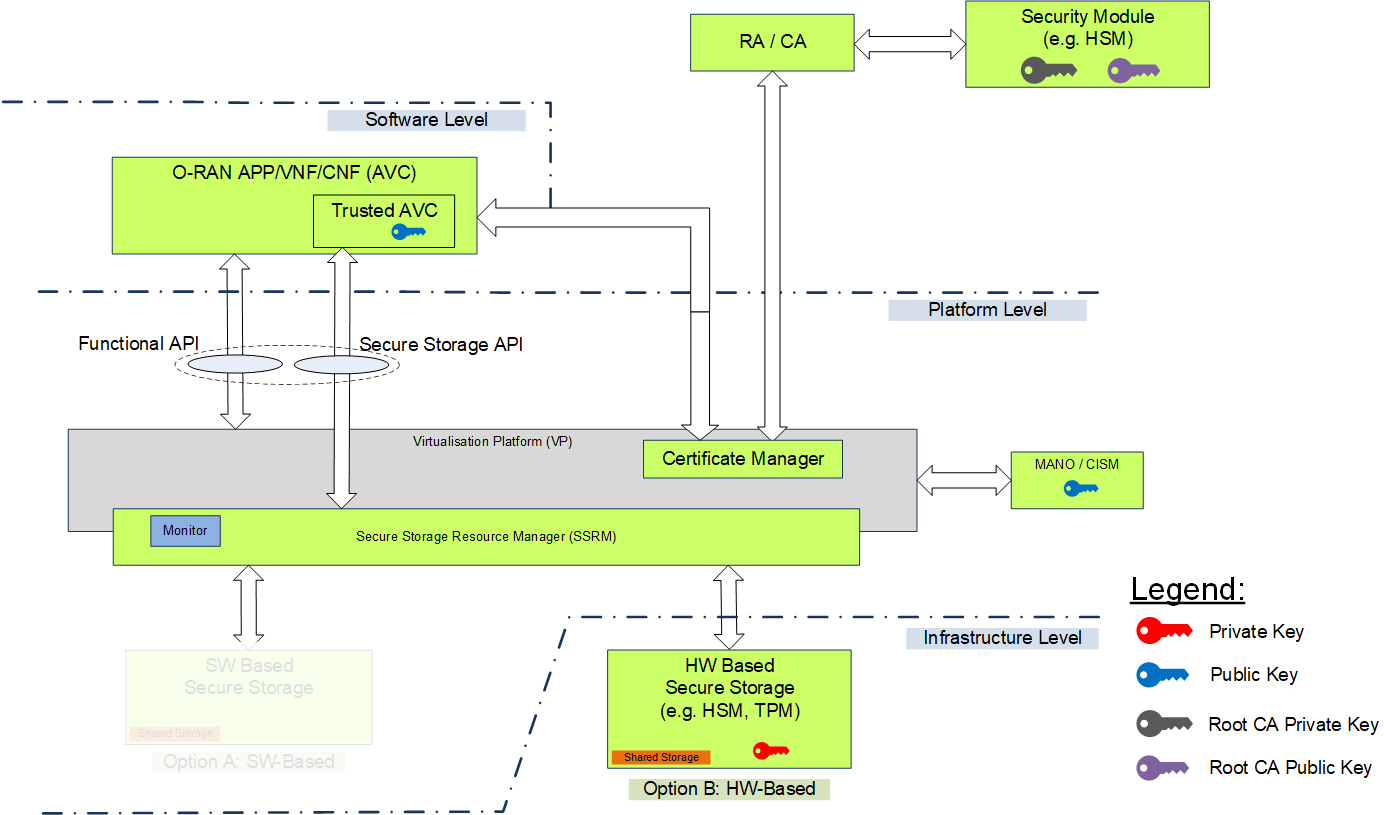 Security Module
(e.g. HSM)
RA / CA
Software Level
O-RAN APP/VNF/CNF (AVC)
Trusted AVC
Platform Level
Functional API
Secure Storage API
Virtualisation Platform (VP)
Certificate Manager
MANO / CISM
Monitor
Secure Storage Resource Manager (SSRM)
Legend:
Private Key
Public Key
Root CA Private Key
Root CA Public Key
Infrastructure Level
SW Based
Secure Storage
Shared Storage
Option A: SW-Based
HW Based
Secure Storage
(e.g. HSM, TPM)
Shared Storage
Option B: HW-Based